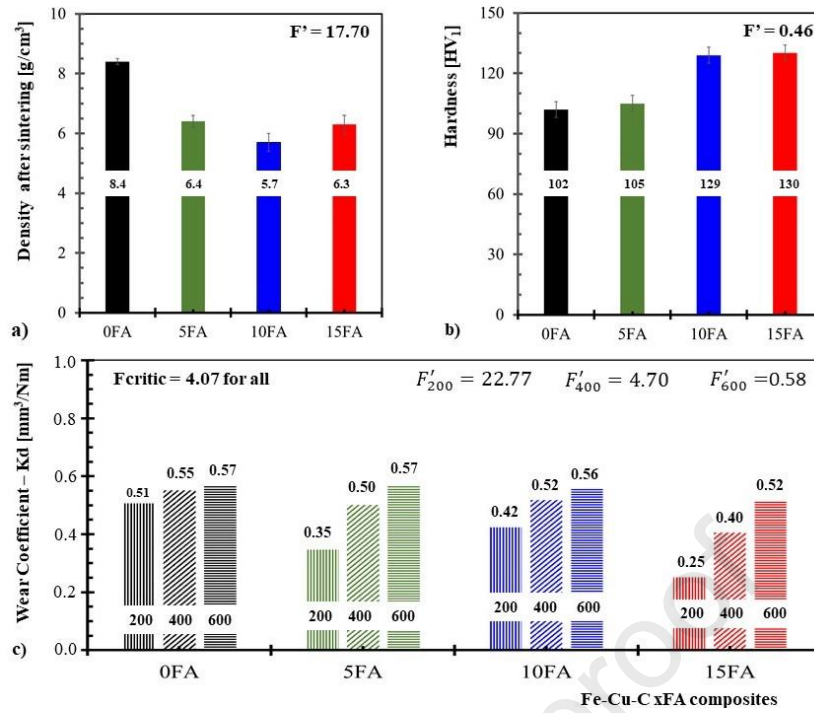 Density after sintering [g/cm³]
10
8
6
4
2
0
F' = 17.70
8.4
6.4
5.7
6.3
a)
0FA
5FA
10FA
15FA
Hardness [HV₁]
150
120
90
60
30
0
F' = 0.46
102
105
129
130
b)
0FA
5FA
10FA
15FA
Wear Coefficient – Kd [mm³/Nm]
1.0
0.8
0.6
0.4
0.2
0.0
Fcritic = 4.07 for all
F′₂₀₀ = 22.77
F′₄₀₀ = 4.70
F′₆₀₀ =0.58
0.51
0.55
0.57
0.35
0.50
0.57
0.42
0.52
0.56
0.25
0.40
0.52
200 400 600
200 400 600
200 400 600
200 400 600
c)
0FA
5FA
10FA
15FA
Fe-Cu-C xFA composites
proof